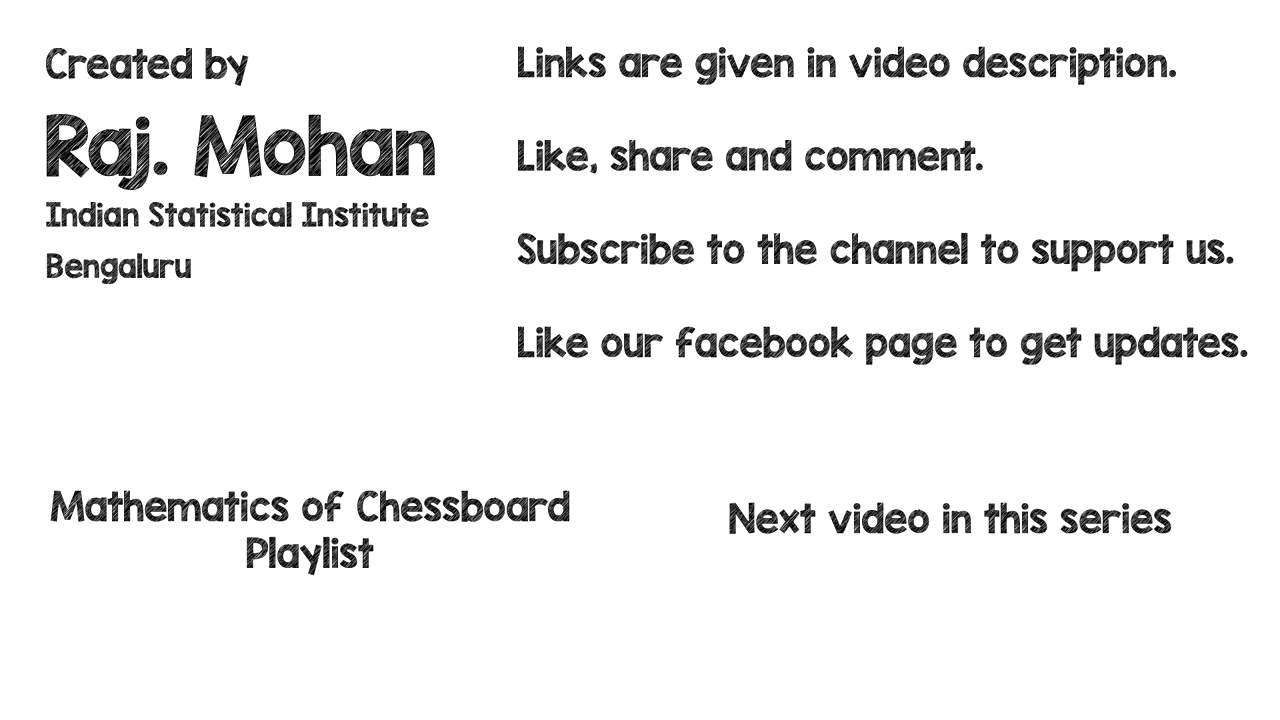 Created by
Raj. Mohan
Indian Statistical Institute
Bengaluru
Links are given in video description.
Like, share and comment.
Subscribe to the channel to support us.
Like our facebook page to get updates.
Mathematics of Chessboard
Playlist
Next video in this series